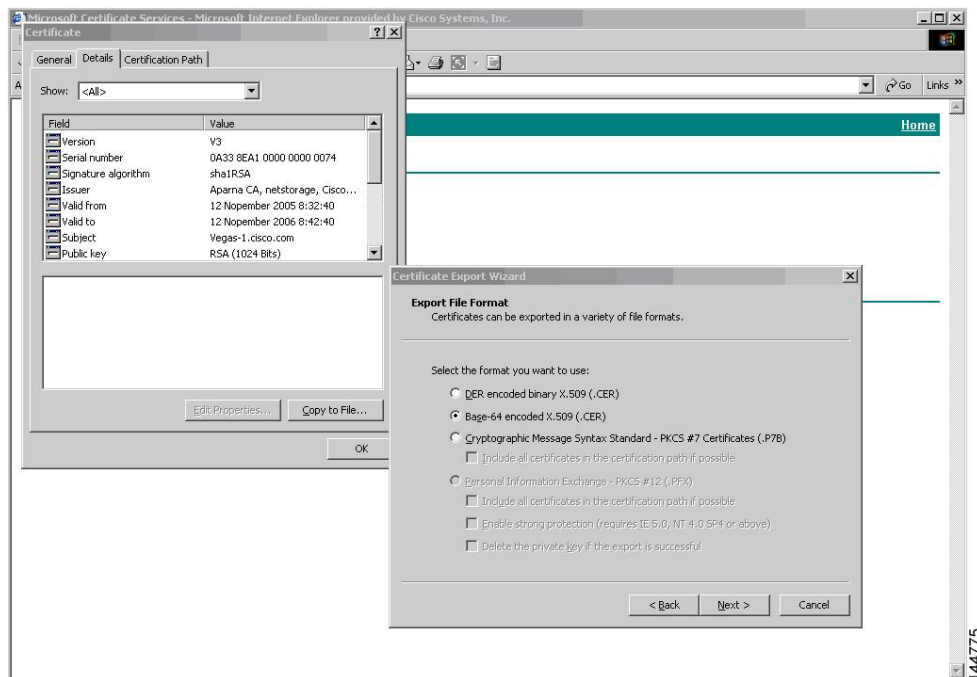 Microsoft Certificate Services - Microsoft Internet Explorer provided by Cisco Systems, Inc.
Certificate
General Details Certification Path
Go Links »
Show: <All>
Home
Field Value
Version V3
Serial number 0A33 8EA1 0000 0000 0074
Signature algorithm sha1RSA
Issuer Aparna CA, netstorage, Cisco...
Valid from 12 Nopember 2005 8:32:40
Valid to 12 Nopember 2006 8:42:40
Subject Vegas-1.cisco.com
Public key RSA (1024 Bits)
Edit Properties... Copy to File...
OK
Certificate Export Wizard
Export File Format
Certificates can be exported in a variety of file formats.
Select the format you want to use:
DER encoded binary X.509 (.CER)
Base-64 encoded X.509 (.CER)
Cryptographic Message Syntax Standard - PKCS #7 Certificates (.P7B)
Include all certificates in the certification path if possible
Personal Information Exchange - PKCS #12 (.PFX)
Include all certificates in the certification path if possible
Enable strong protection (requires IE 5.0, NT 4.0 SP4 or above)
Delete the private key if the export is successful
< Back Next > Cancel
144775